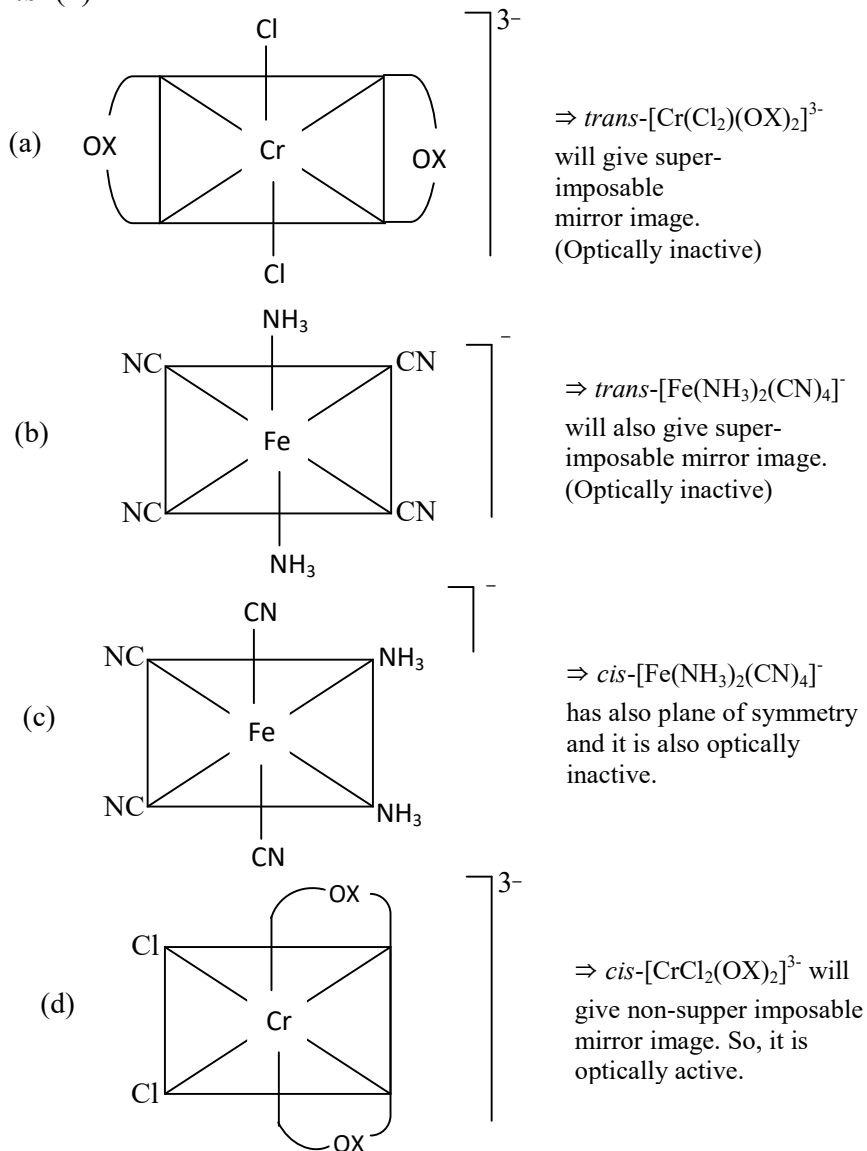 Cl
3–
(a)
OX
Cr
OX
Cl
⇒ trans-[Cr(Cl₂)(OX)₂]³⁻
will give super-
imposable
mirror image.
(Optically inactive)
NH₃
–
NC
CN
(b)
Fe
NC
CN
NH₃
⇒ trans-[Fe(NH₃)₂(CN)₄]⁻
will also give super-
imposable mirror image.
(Optically inactive)
CN
–
NC
NH₃
(c)
Fe
NC
NH₃
CN
⇒ cis-[Fe(NH₃)₂(CN)₄]⁻
has also plane of symmetry
and it is also optically
inactive.
3–
OX
Cl
(d)
Cr
Cl
OX
⇒ cis-[CrCl₂(OX)₂]³⁻ will
give non-supper imposable
mirror image. So, it is
optically active.